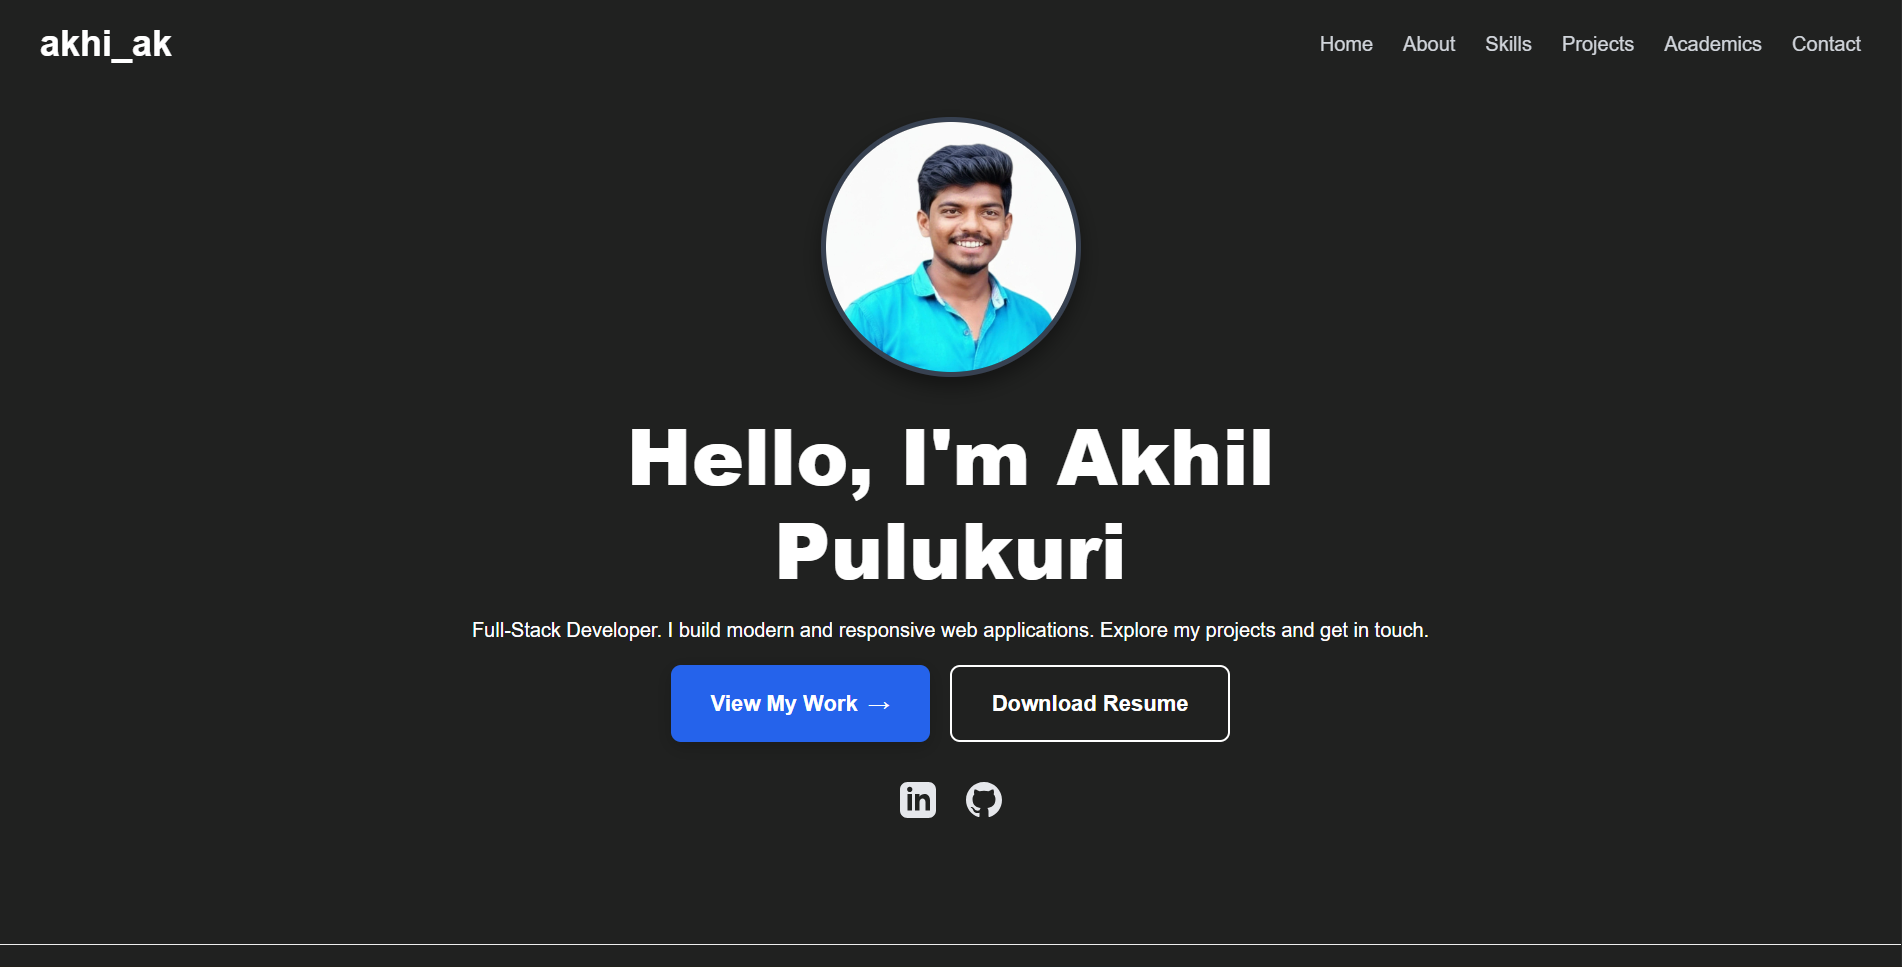 akhi_ak
Home About Skills Projects Academics Contact
Hello, I'm Akhil
Pulukuri
Full-Stack Developer. I build modern and responsive web applications. Explore my projects and get in touch.
View My Work →
Download Resume
in